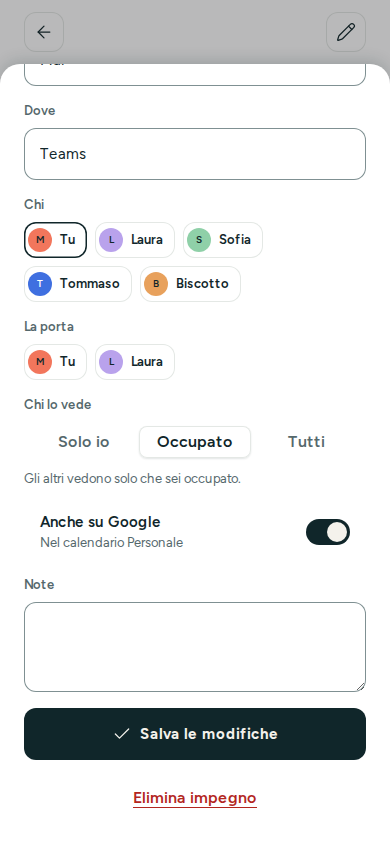 Dove
Teams
Chi
M Tu L Laura S Sofia
T Tommaso B Biscotto
La porta
M Tu L Laura
Chi lo vede
Solo io Occupato Tutti
Gli altri vedono solo che sei occupato.
Anche su Google
Nel calendario Personale
Note
Salva le modifiche
Elimina impegno